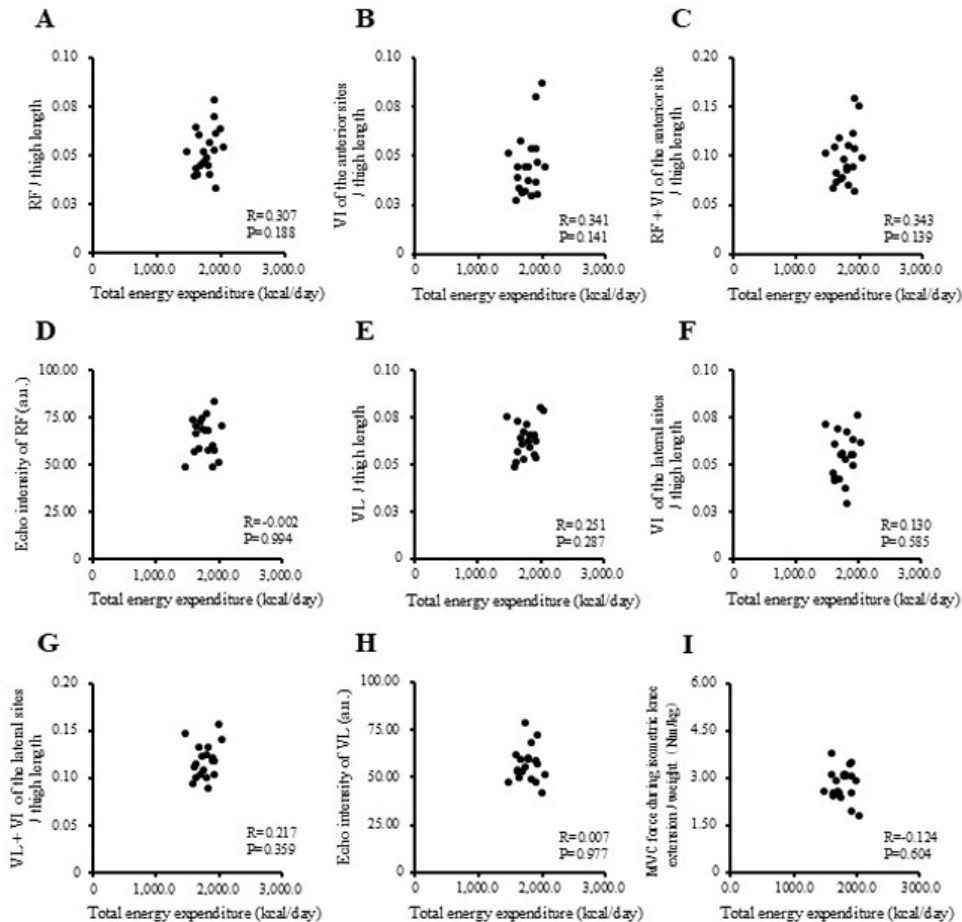 A
RF / thigh length
0.10
0.08
0.05
0.03
0
R=0.307
P=0.188
0 1,000.0 2,000.0 3,000.0
Total energy expenditure (kcal/day)
B
VI of the anterior sites
/ thigh length
0.10
0.08
0.05
0.03
0
R=0.341
P=0.141
0 1,000.0 2,000.0 3,000.0
Total energy expenditure (kcal/day)
C
RF + VI of the anterior site
/ thigh length
0.20
0.15
0.10
0.05
0
R=0.343
P=0.139
0 1,000.0 2,000.0 3,000.0
Total energy expenditure (kcal/day)
D
Echo intensity of RF (a.u.)
100.00
75.00
50.00
25.00
0
R=-0.002
P=0.994
0 1,000.0 2,000.0 3,000.0
Total energy expenditure (kcal/day)
E
VL / thigh length
0.10
0.08
0.05
0.03
0
R=0.251
P=0.287
0 1,000.0 2,000.0 3,000.0
Total energy expenditure (kcal/day)
F
VI of the lateral sites
/ thigh length
0.10
0.08
0.05
0.03
0
R=0.130
P=0.585
0 1,000.0 2,000.0 3,000.0
Total energy expenditure (kcal/day)
G
VL + VI of the lateral sites
/ thigh length
0.20
0.15
0.10
0.05
0
R=0.217
P=0.359
0 1,000.0 2,000.0 3,000.0
Total energy expenditure (kcal/day)
H
Echo intensity of VL (a.u.)
100.00
75.00
50.00
25.00
0
R=0.007
P=0.977
0 1,000.0 2,000.0 3,000.0
Total energy expenditure (kcal/day)
I
MVC force during isometric knee
extension / weight (Nm/kg)
6.00
4.50
3.00
1.50
0
R=-0.124
P=0.604
0 1000.0 2000.0 3000.0
Total energy expenditure (kcal/day)